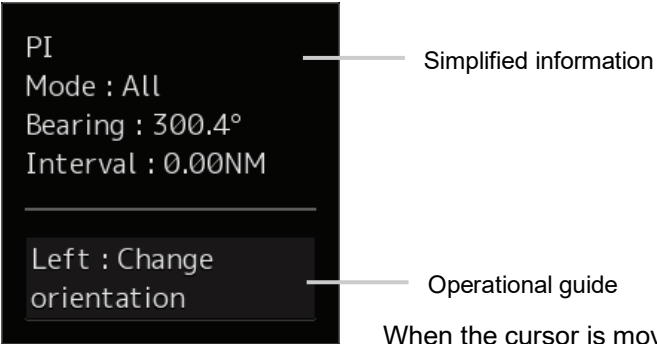 PI
Mode : All
Bearing : 300.4°
Interval : 0.00NM
Left : Change
orientation
Simplified information
Operational guide
When the cursor is mov